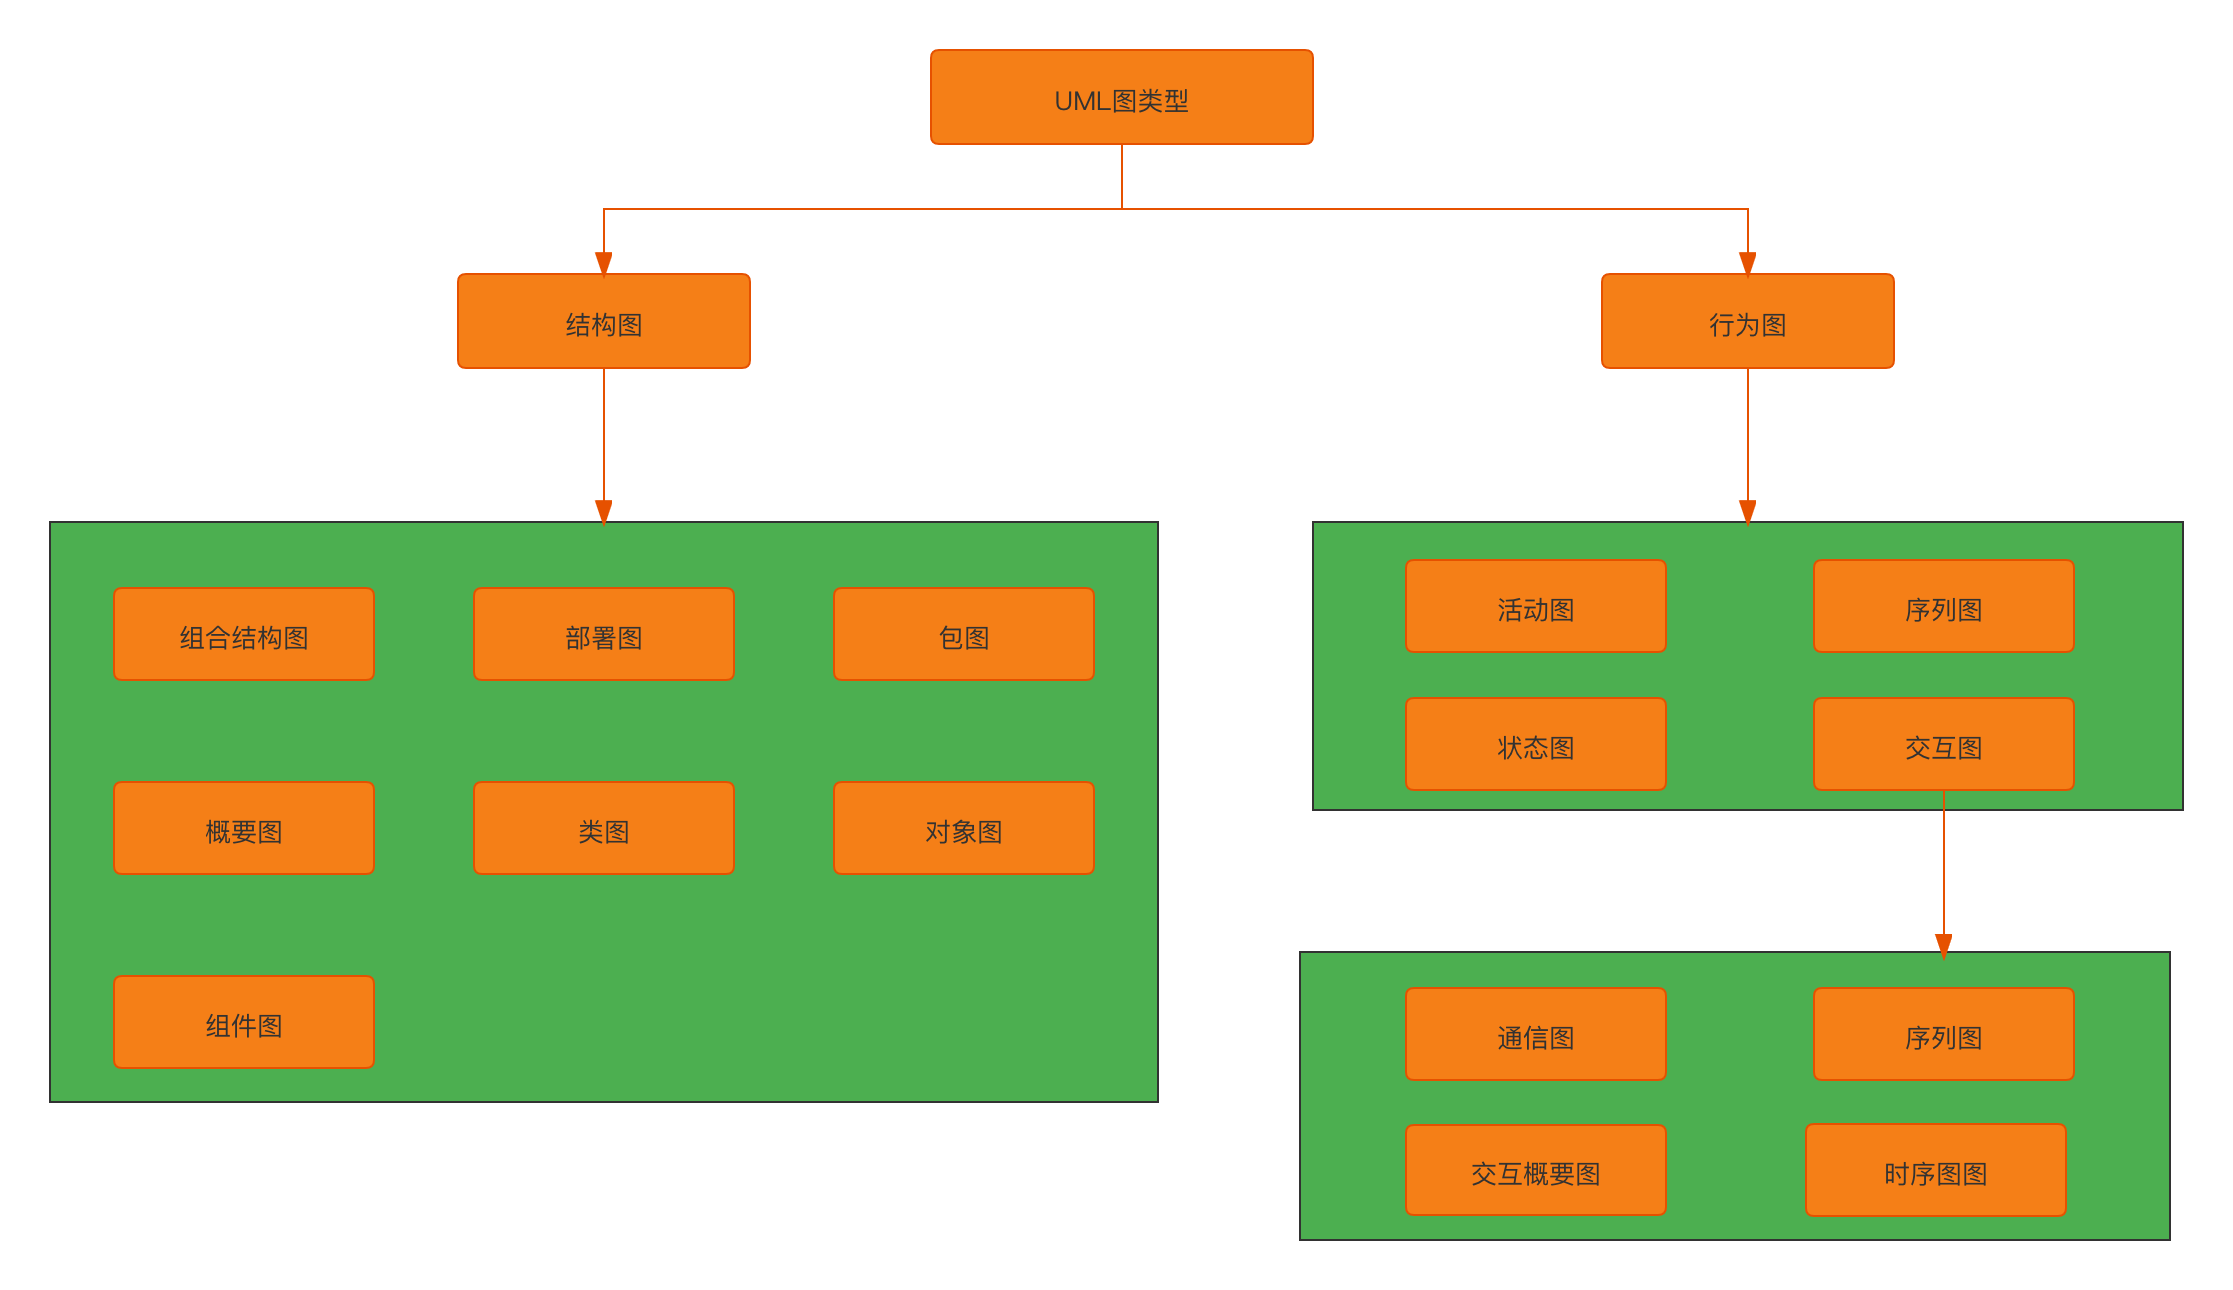 UML图类型
结构图
行为图
组合结构图
部署图
包图
概要图
类图
对象图
组件图
活动图
序列图
状态图
交互图
通信图
序列图
交互概要图
时序图图